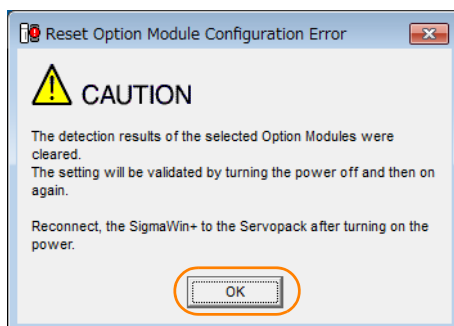 Reset Option Module Configuration Error
CAUTION
The detection results of the selected Option Modules were
cleared.
The setting will be validated by turning the power off and then on
again.
Reconnect, the SigmaWin+ to the Servopack after turning on the
power.
OK